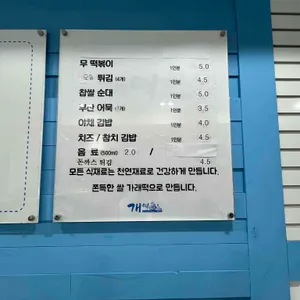 무 떡볶이 1인분 5.0
모둠 튀김 (4개) 1인분 4.5
찹쌀 순대 1인분 5.0
부산 어묵 1인분 3.5
야채 김밥 1인분 4.0
치즈 / 참치 김밥 1인분 4.5
음 료 (500ml) 2.0 /
돈까스 튀김 4.5
모든 식재료는 천연재료로 건강하게 만듭니다.
쫀득한 쌀 가래떡으로 만듭니다.